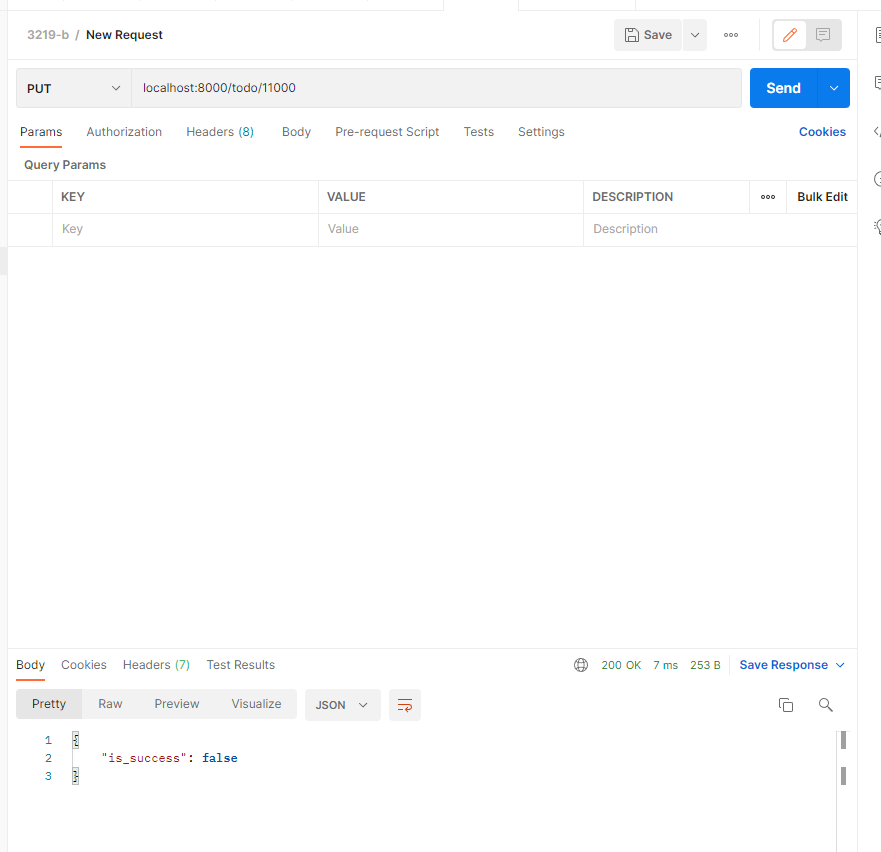 3219-b / New Request Save
PUT localhost:8000/todo/11000 Send
Params Authorization Headers (8) Body Pre-request Script Tests Settings Cookies
Query Params
KEY VALUE DESCRIPTION Bulk Edit
Key Value Description
Body Cookies Headers (7) Test Results 200 OK 7 ms 253 B Save Response
Pretty Raw Preview Visualize JSON
1 {
2 "is_success": false
3 }